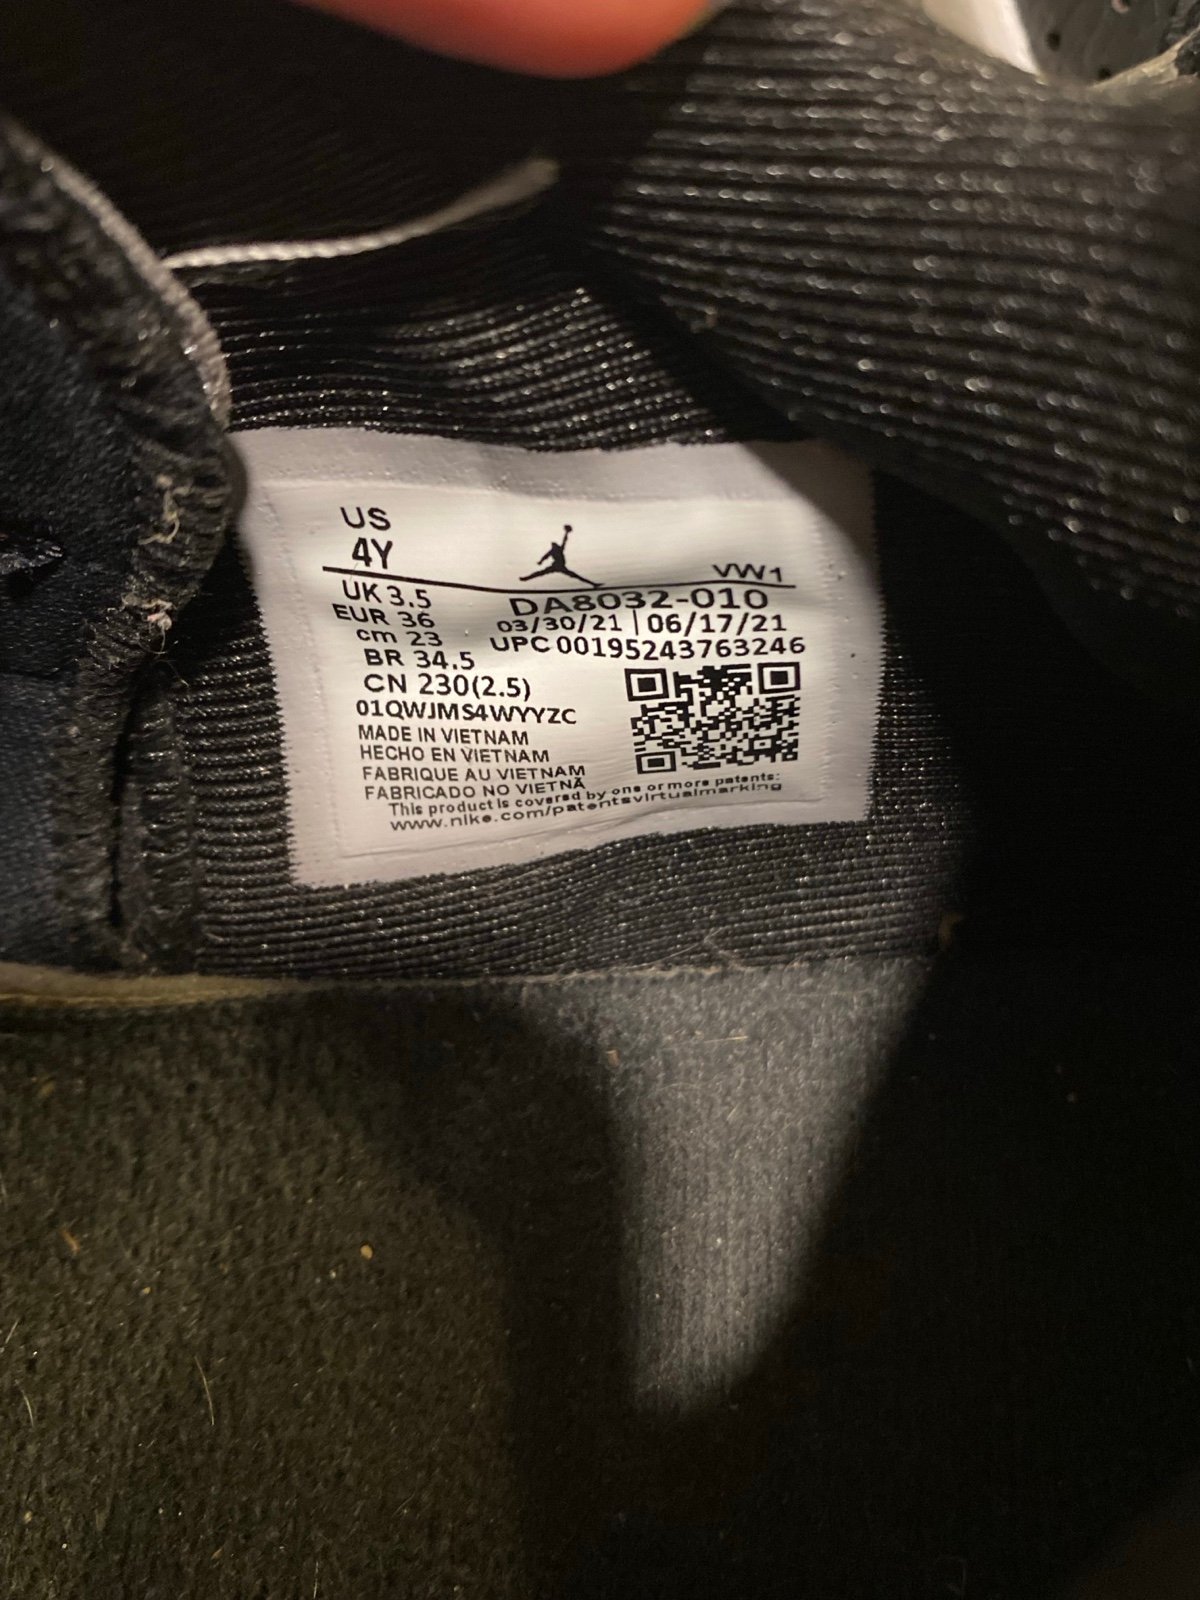 US
4Y
VW1
UK 3.5
DA8032-010
EUR 36
03/30/21 | 06/17/21
cm 23
UPC 00195243763246
BR 34.5
CN 230(2.5)
01QWJMS4WYYZC
MADE IN VIETNAM
HECHO EN VIETNAM
FABRIQUE AU VIETNAM
FABRICADO NO VIETNÃ
This product is covered by one or more patents:
www.nike.com/patentsvirtualmarking